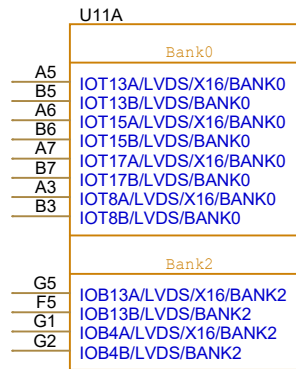 U11A
Bank0
A5 IOT13A/LVDS/X16/BANK0
B5 IOT13B/LVDS/BANK0
A6 IOT15A/LVDS/X16/BANK0
B6 IOT15B/LVDS/BANK0
A7 IOT17A/LVDS/X16/BANK0
B7 IOT17B/LVDS/BANK0
A3 IOT8A/LVDS/X16/BANK0
B3 IOT8B/LVDS/BANK0
Bank2
G5 IOB13A/LVDS/X16/BANK2
F5 IOB13B/LVDS/BANK2
G1 IOB4A/LVDS/X16/BANK2
G2 IOB4B/LVDS/BANK2